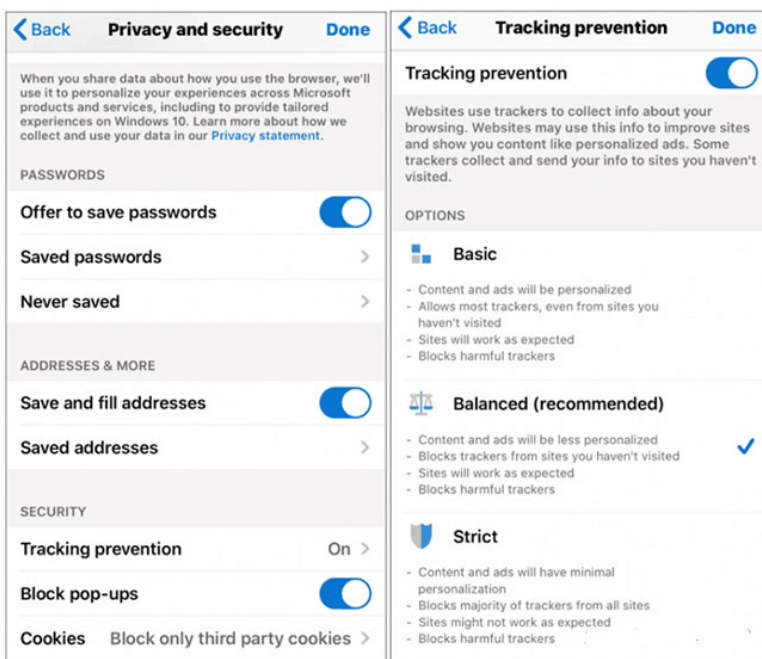 Back Privacy and security Done
When you share data about how you use the browser, we'll
use it to personalize your experiences across Microsoft
products and services, including to provide tailored
experiences on Windows 10. Learn more about how we
collect and use your data in our Privacy statement.
PASSWORDS
Offer to save passwords
Saved passwords
Never saved
ADDRESSES & MORE
Save and fill addresses
Saved addresses
SECURITY
Tracking prevention On
Block pop-ups
Cookies Block only third party cookies
Back Tracking prevention Done
Tracking prevention
Websites use trackers to collect info about your
browsing. Websites may use this info to improve sites
and show you content like personalized ads. Some
trackers collect and send your info to sites you haven't
visited.
OPTIONS
Basic
- Content and ads will be personalized
- Allows most trackers, even from sites you
haven't visited
- Sites will work as expected
- Blocks harmful trackers
Balanced (recommended)
- Content and ads will be less personalized
- Blocks trackers from sites you haven't visited
- Sites will work as expected
- Blocks harmful trackers
Strict
- Content and ads will have minimal
personalization
- Blocks majority of trackers from all sites
- Sites might not work as expected
- Blocks harmful trackers